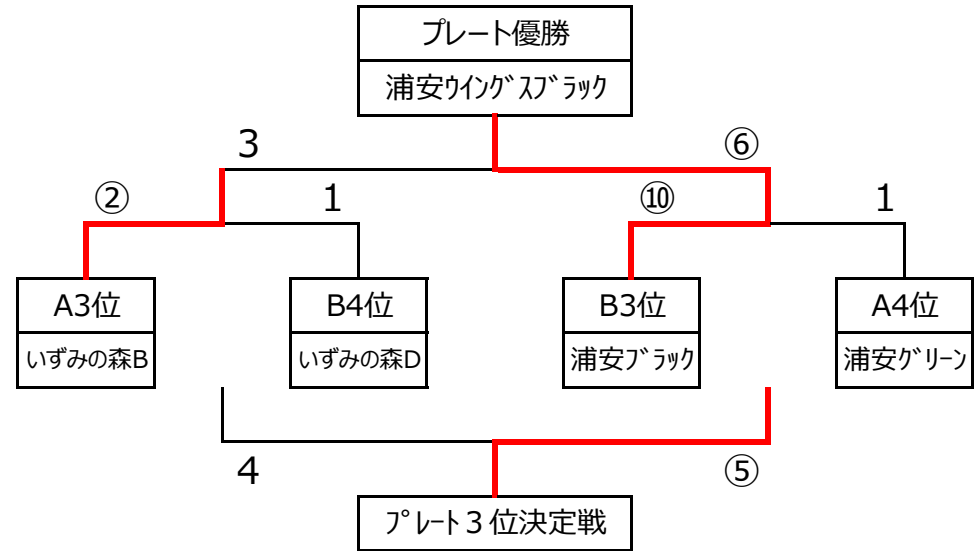 プレート優勝
浦安ｳｲﾝｸﾞｽﾌﾞﾗｯｸ
3 ⑥
② 1 ⑩ 1
A3位 B4位 B3位 A4位
いずみの森B いずみの森D 浦安ﾌﾞﾗｯｸ 浦安ｸﾞﾘｰﾝ
4 ⑤
ﾌﾟﾚｰﾄ３位決定戦